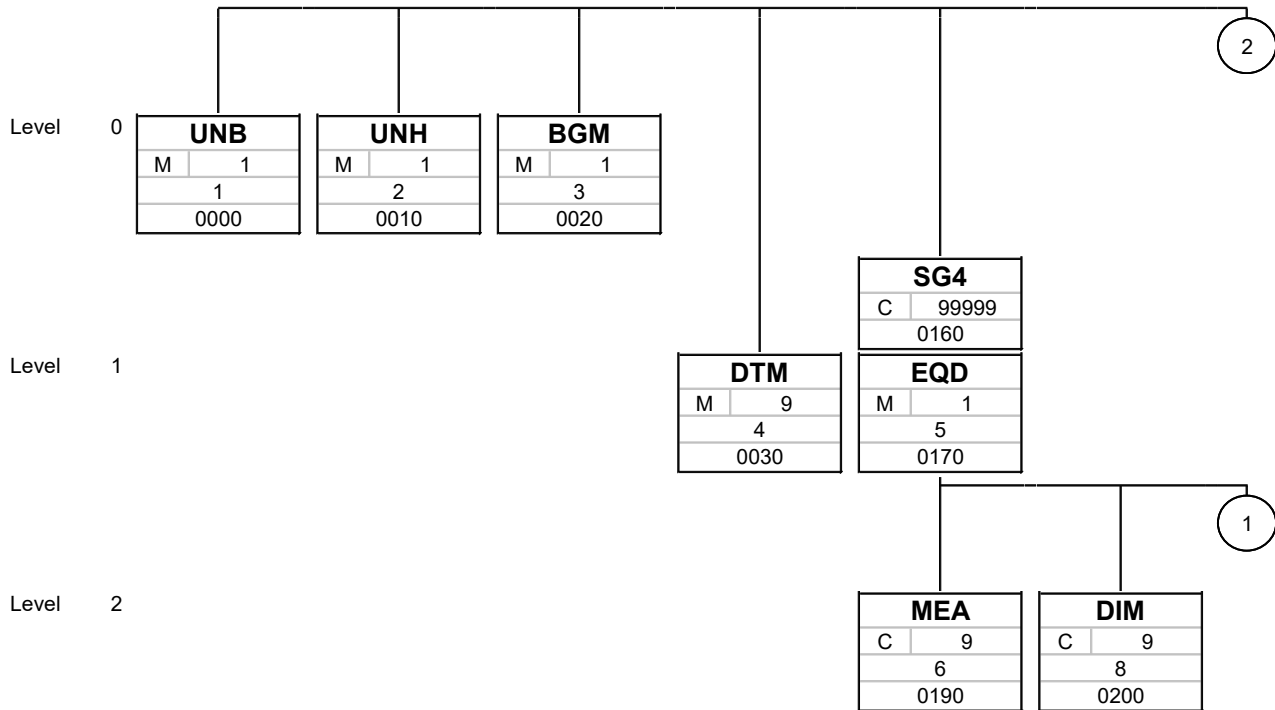 2
Level 0
UNB UNH BGM
M 1 M 1 M 1
1 2 3
0000 0010 0020
SG4
C 99999
0160
Level 1
DTM EQD
M 9 M 1
4 5
0030 0170
1
Level 2
MEA DIM
C 9 C 9
6 8
0190 0200